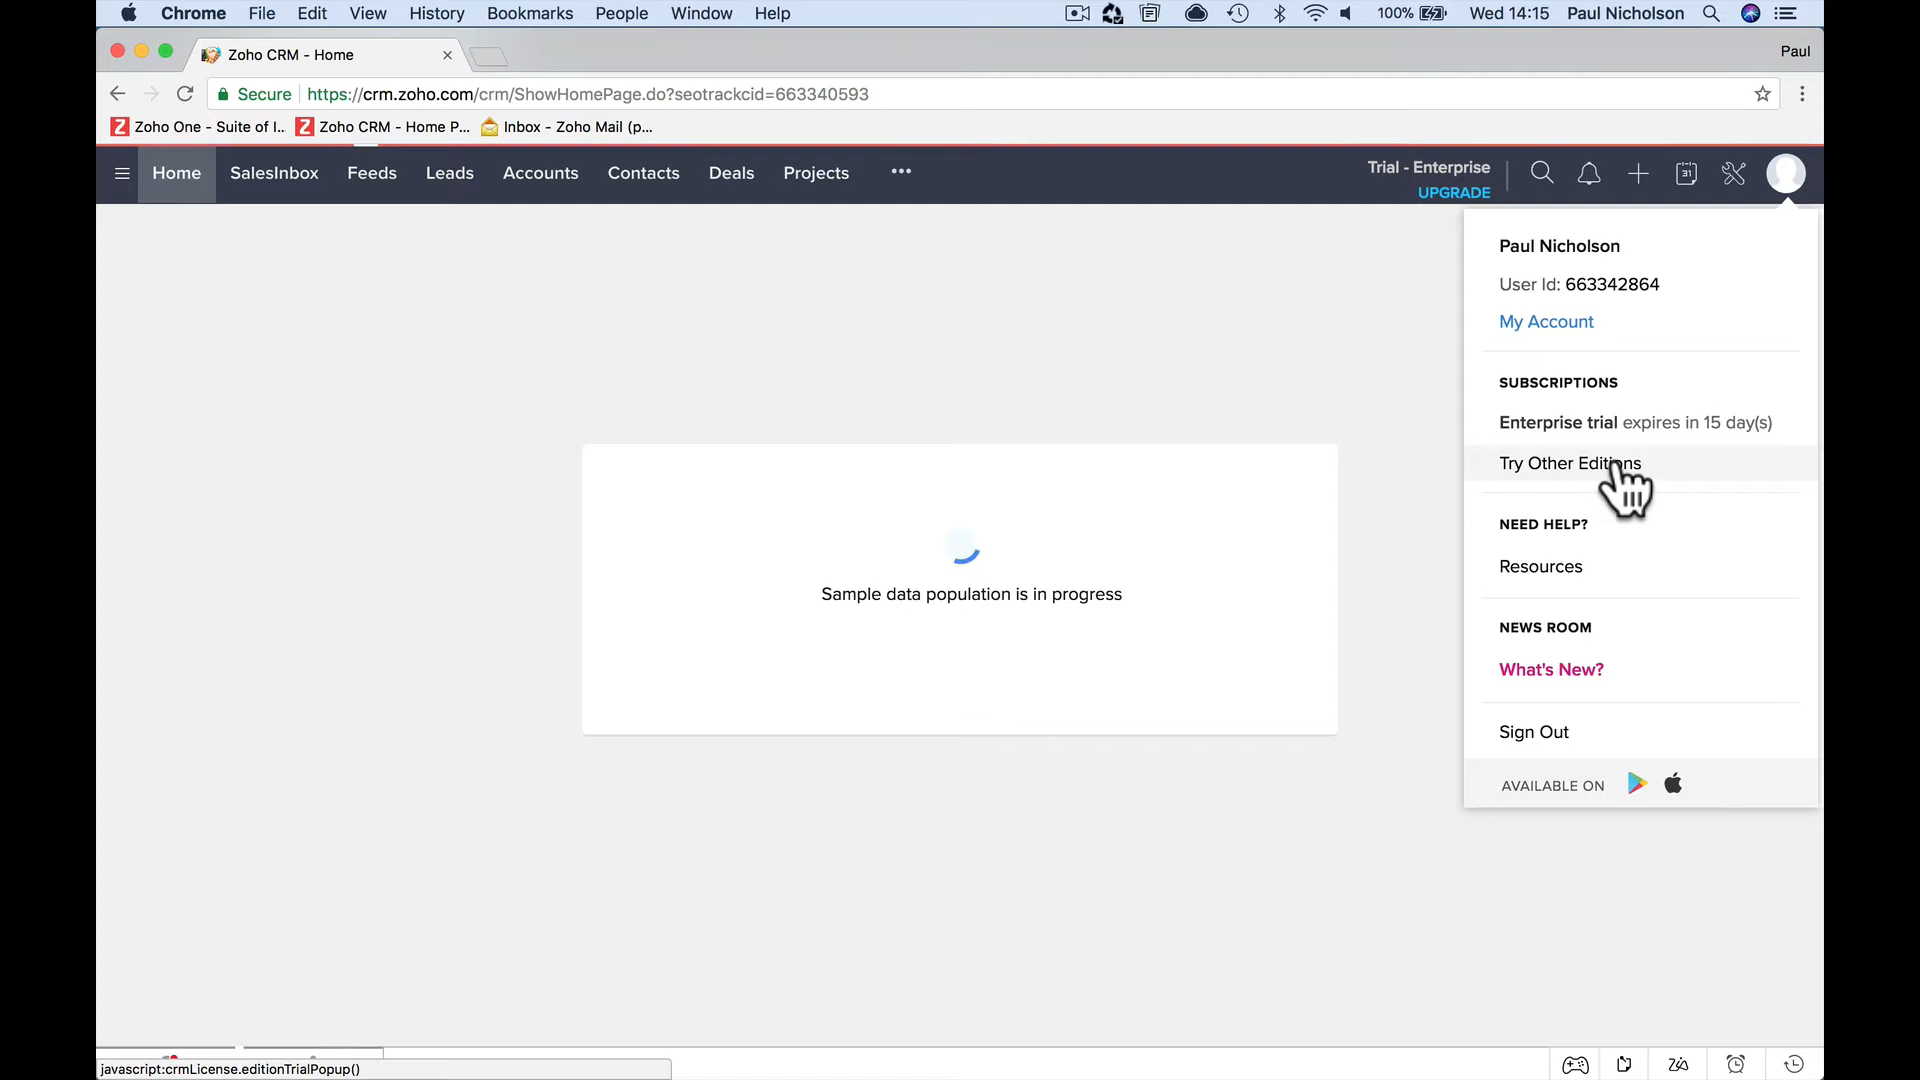 Chrome File Edit View History Bookmarks People Window Help 100% Wed 14:15 Paul Nicholson
Zoho CRM - Home Paul
Secure https://crm.zoho.com/crm/ShowHomePage.do?seotrackcid=663340593
Zoho One - Suite of I... Zoho CRM - Home P... Inbox - Zoho Mail (p...
Home SalesInbox Feeds Leads Accounts Contacts Deals Projects ••• Trial - Enterprise
UPGRADE
31
Paul Nicholson
User Id: 663342864
My Account
SUBSCRIPTIONS
Enterprise trial expires in 15 day(s)
Try Other Editions
NEED HELP?
Resources
NEWS ROOM
What's New?
Sign Out
AVAILABLE ON
Sample data population is in progress
javascript:crmLicense.editionTrialPopup()